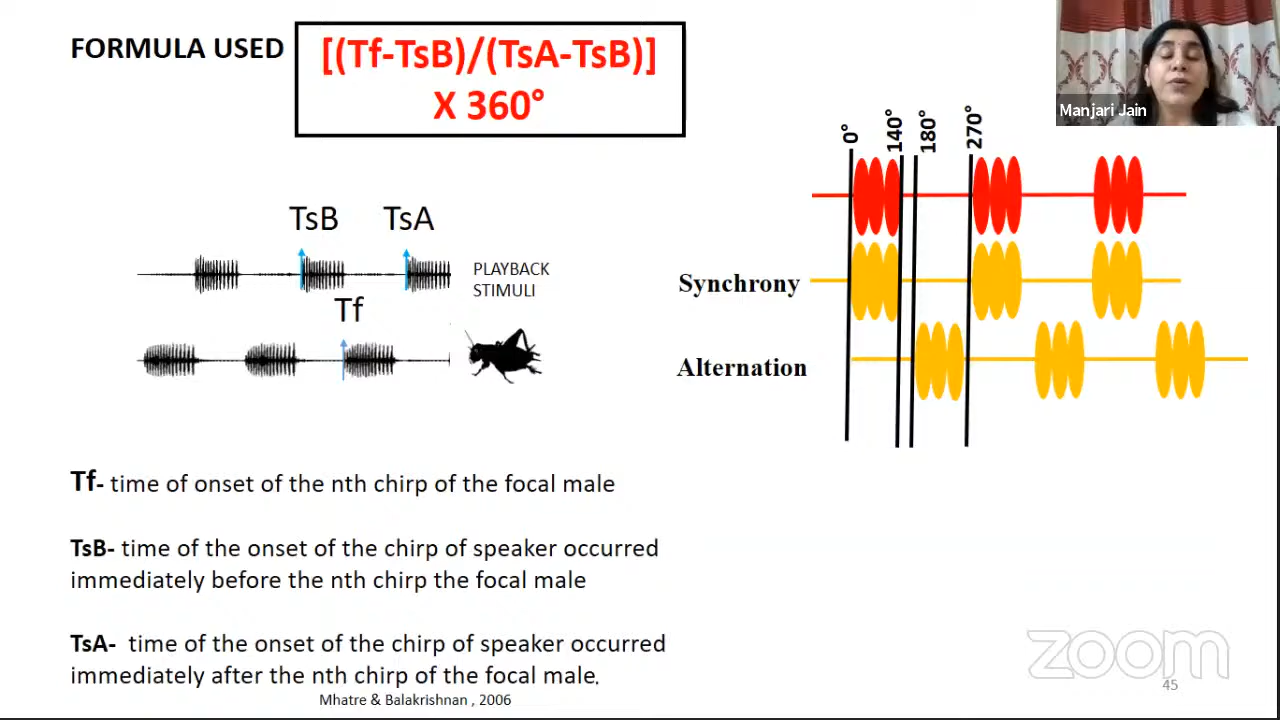 FORMULA USED
[(Tf-TsB)/(TsA-TsB)]
X 360°
Manjari Jain
0°
140°
180°
270°
TsB
TsA
PLAYBACK
STIMULI
Tf
Synchrony
Alternation
Tf- time of onset of the nth chirp of the focal male
TsB- time of the onset of the chirp of speaker occurred
immediately before the nth chirp the focal male
TsA- time of the onset of the chirp of speaker occurred
immediately after the nth chirp of the focal male.
Mhatre & Balakrishnan , 2006
zoom
45